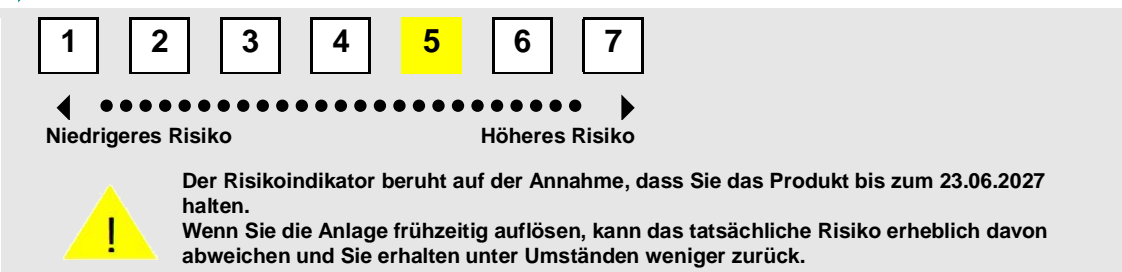 1 2 3 4 5 6 7
Niedrigeres Risiko Höheres Risiko
Der Risikoindikator beruht auf der Annahme, dass Sie das Produkt bis zum 23.06.2027
halten.
! Wenn Sie die Anlage frühzeitig auflösen, kann das tatsächliche Risiko erheblich davon
abweichen und Sie erhalten unter Umständen weniger zurück.